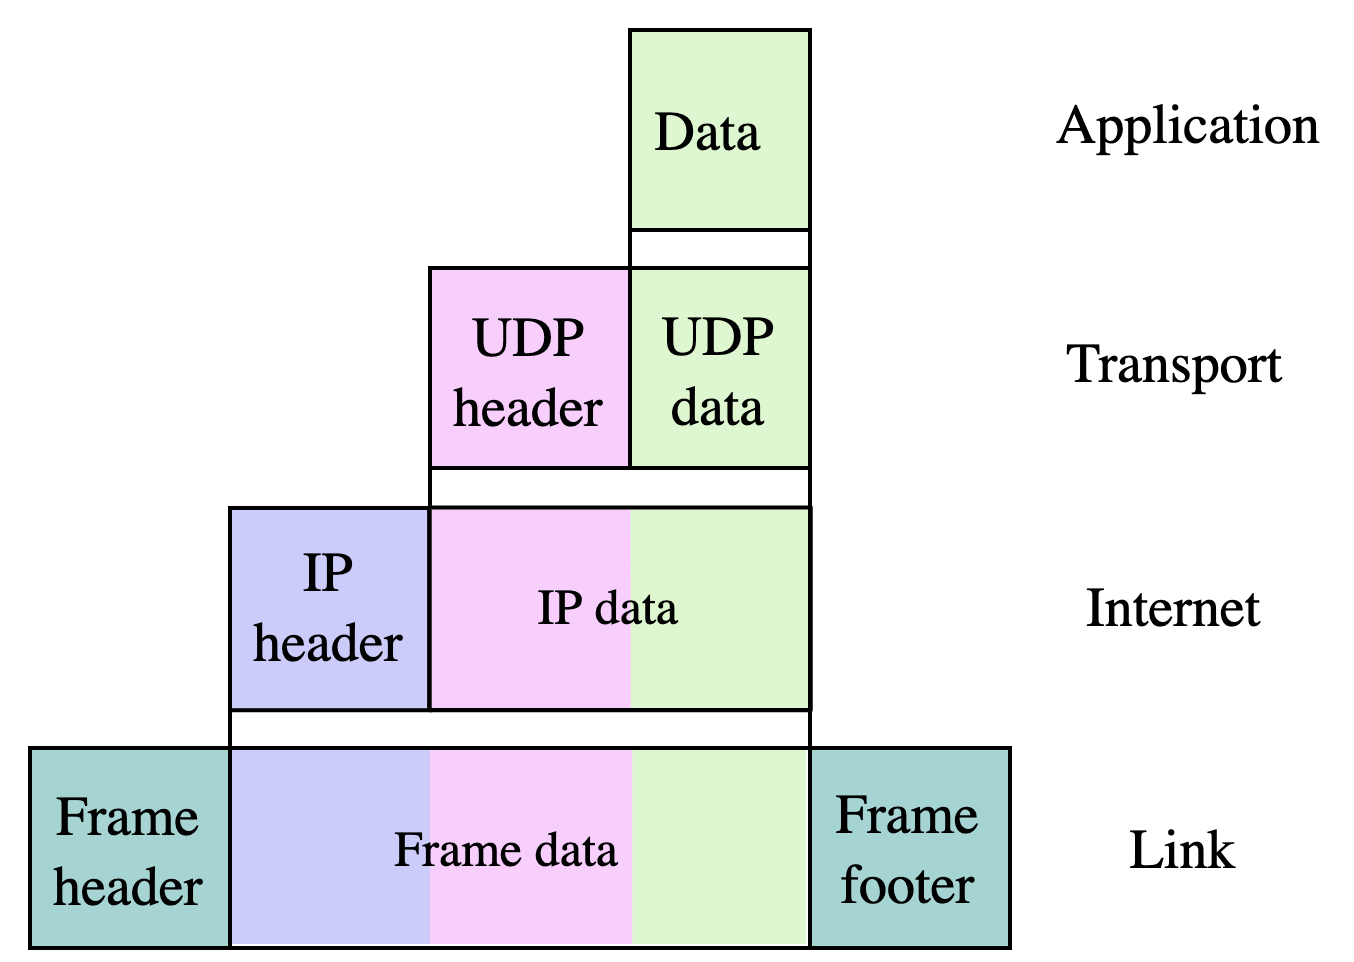 Data
Application
UDP
header
UDP
data
Transport
IP
header
IP data
Internet
Frame
header
Frame data
Frame
footer
Link